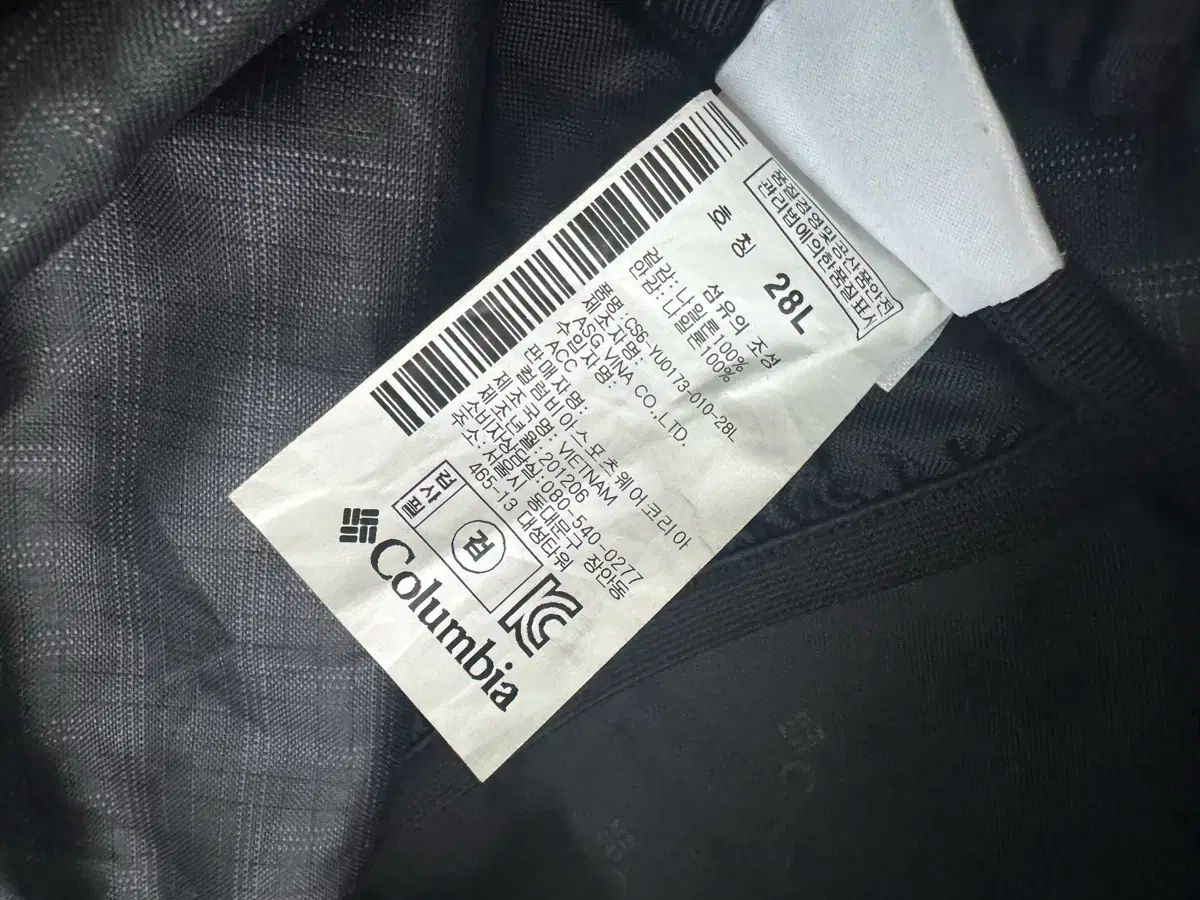 품질경영및공산품안전
관리법에의한품질표시
호칭 28L
섬유의 조성
겉감: 나일론100%
안감: 나일론100%
품명:CS6-YU0173-010-28L
제조자명:
ASG VINA CO.,LTD.
수입자명:
ACC
판매자명:
컬럼비아스포츠웨어코리아
제조국명: VIETNAM
제조년월: 201206
소비자상담실:080-540-0277
주소:서울시 동대문구 장안동
465-13 대성타워
검사필
검
Columbia